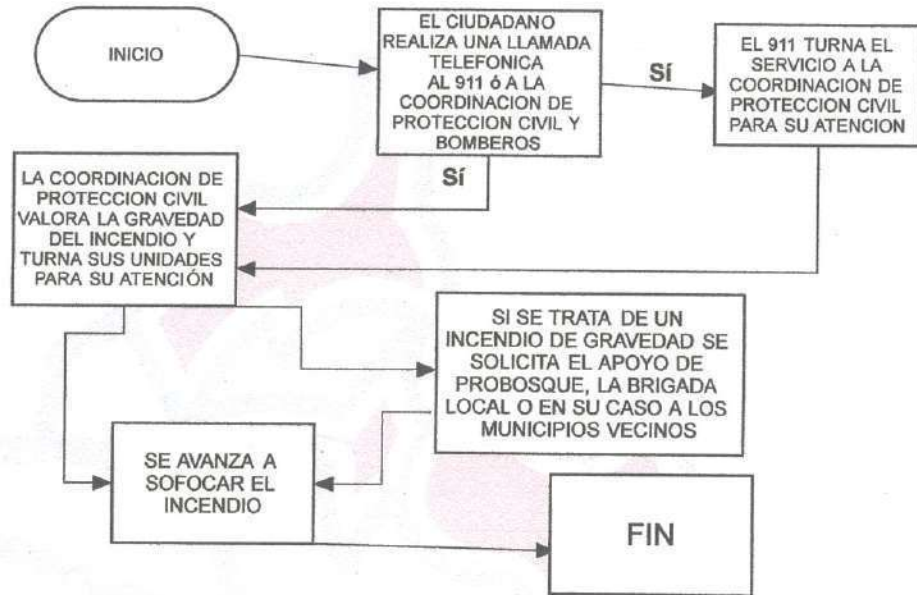 INICIO
EL CIUDADANO
REALIZA UNA LLAMADA
TELEFONICA
AL 911 ó A LA
COORDINACION DE
PROTECCION CIVIL Y
BOMBEROS
Sí
EL 911 TURNA EL
SERVICIO A LA
COORDINACION DE
PROTECCION CIVIL
PARA SU ATENCION
Sí
LA COORDINACION DE
PROTECCION CIVIL
VALORA LA GRAVEDAD
DEL INCENDIO Y
TURNA SUS UNIDADES
PARA SU ATENCIÓN
SI SE TRATA DE UN
INCENDIO DE GRAVEDAD SE
SOLICITA EL APOYO DE
PROBOSQUE, LA BRIGADA
LOCAL O EN SU CASO A LOS
MUNICIPIOS VECINOS
SE AVANZA A
SOFOCAR EL
INCENDIO
FIN